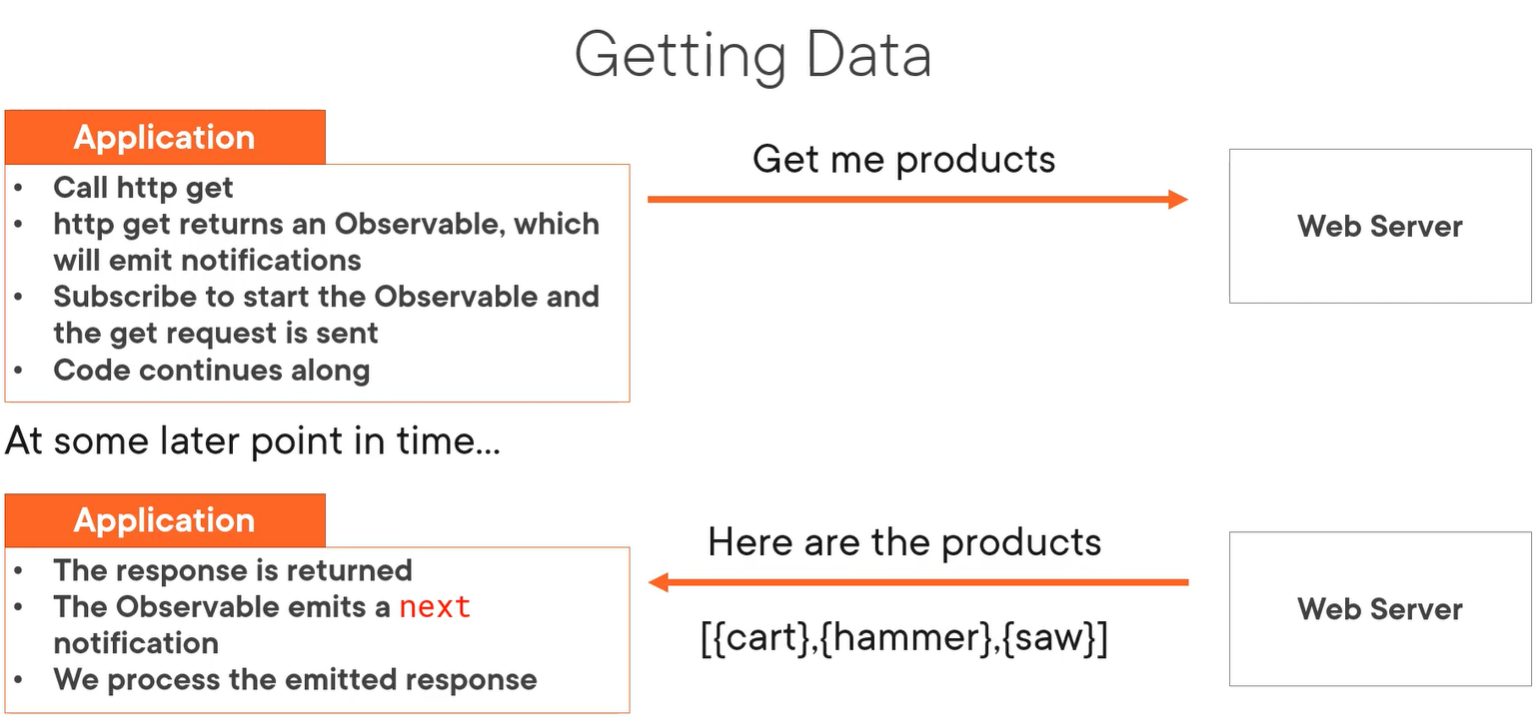 Getting Data
Application
• Call http get
• http get returns an Observable, which
will emit notifications
• Subscribe to start the Observable and
the get request is sent
• Code continues along
Get me products
Web Server
At some later point in time...
Application
• The response is returned
• The Observable emits a next
notification
• We process the emitted response
Here are the products
[{cart},{hammer},{saw}]
Web Server